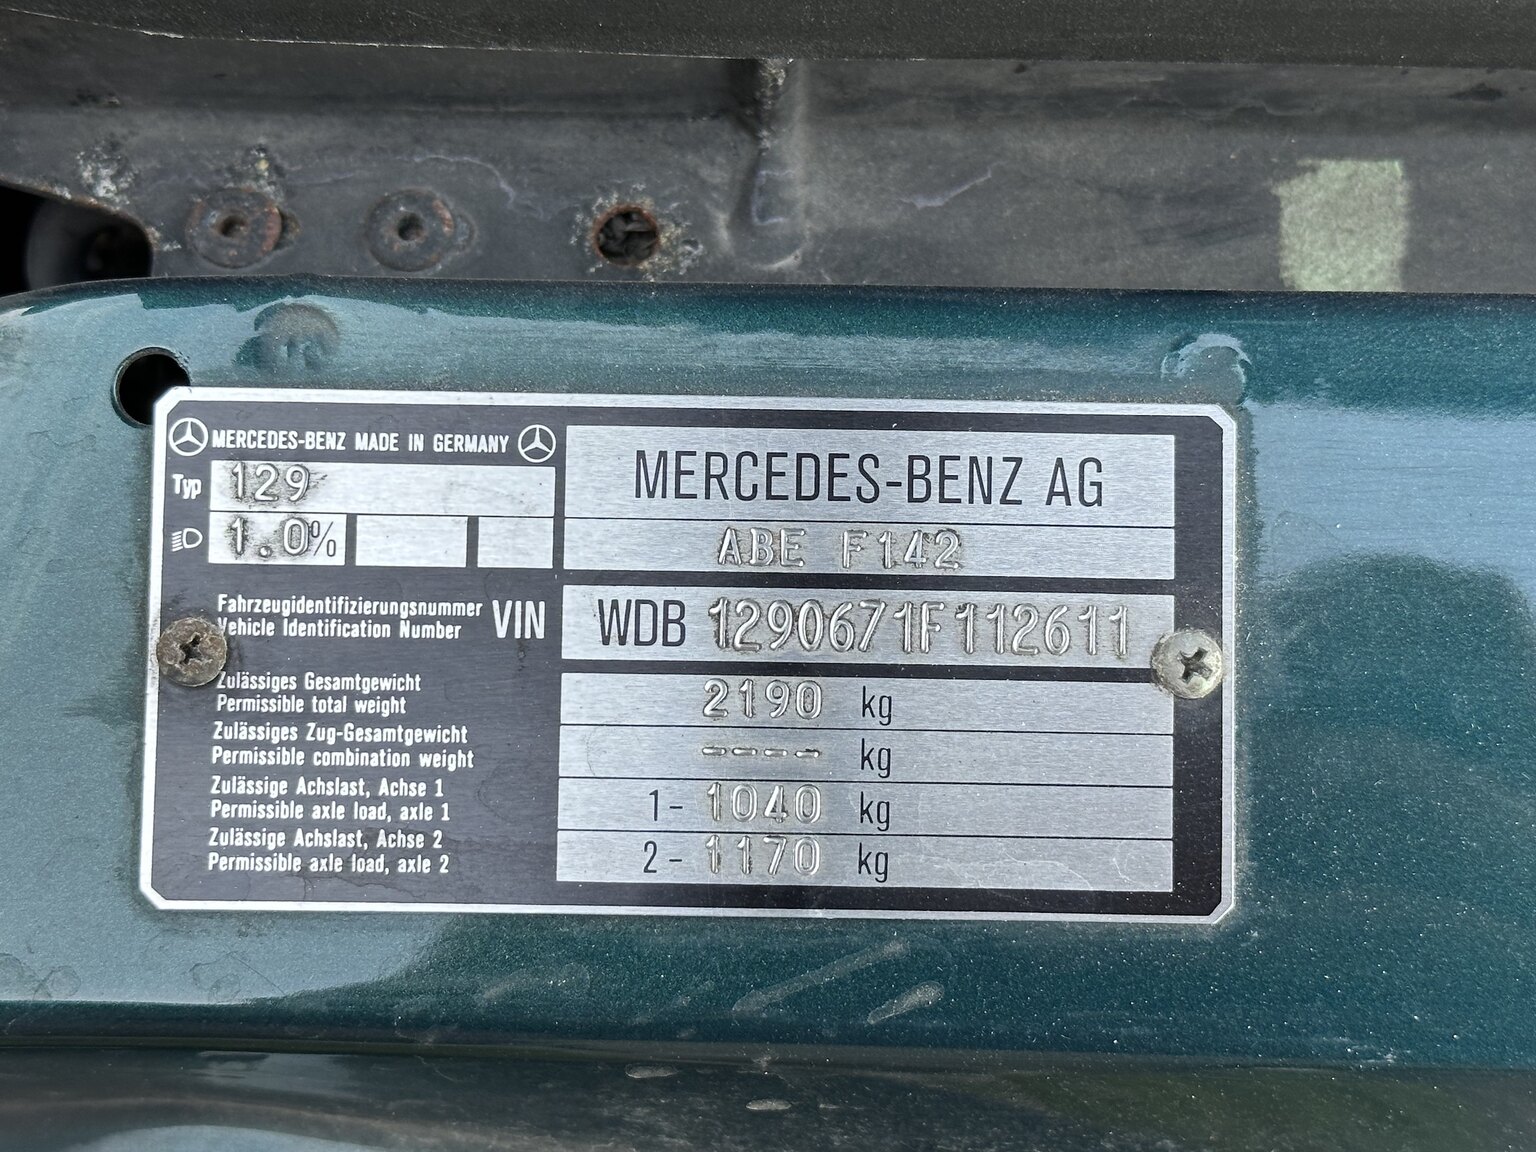 MERCEDES-BENZ MADE IN GERMANY
Typ 129
1.0%
MERCEDES-BENZ AG
ABE F142
Fahrzeugidentifizierungsnummer
Vehicle Identification Number VIN
WDB 1290671F112611
Zulässiges Gesamtgewicht
Permissible total weight
2190 kg
Zulässiges Zug-Gesamtgewicht
Permissible combination weight
---- kg
Zulässige Achslast, Achse 1
Permissible axle load, axle 1
1- 1040 kg
Zulässige Achslast, Achse 2
Permissible axle load, axle 2
2- 1170 kg